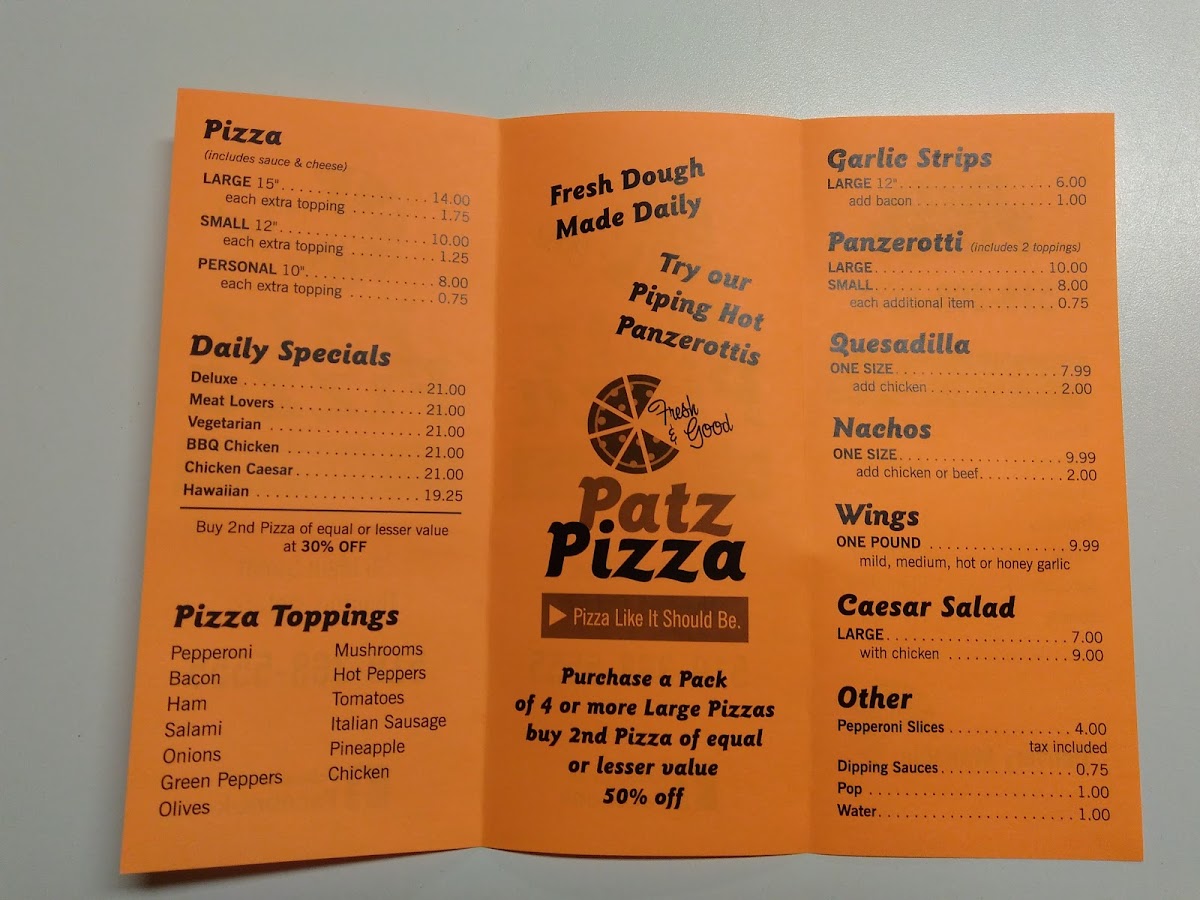 Pizza
(includes sauce & cheese)
LARGE 15" . . . . . . . . . . . . . . . . . . 14.00
each extra topping . . . . . . . . . . 1.75
SMALL 12" . . . . . . . . . . . . . . . . . . 10.00
each extra topping . . . . . . . . . . 1.25
PERSONAL 10" . . . . . . . . . . . . . . . 8.00
each extra topping . . . . . . . . . . 0.75
Daily Specials
Deluxe . . . . . . . . . . . . . . . . . . . . 21.00
Meat Lovers . . . . . . . . . . . . . . . . 21.00
Vegetarian . . . . . . . . . . . . . . . . . 21.00
BBQ Chicken . . . . . . . . . . . . . . . 21.00
Chicken Caesar . . . . . . . . . . . . . . 21.00
Hawaiian . . . . . . . . . . . . . . . . . . 19.25
Buy 2nd Pizza of equal or lesser value
at 30% OFF
Pizza Toppings
Pepperoni
Bacon
Ham
Salami
Onions
Green Peppers
Olives
Mushrooms
Hot Peppers
Tomatoes
Italian Sausage
Pineapple
Chicken
Fresh Dough
Made Daily
Try our
Piping Hot
Panzerottis
Fresh
& Good
Patz
Pizza
Pizza Like It Should Be.
Purchase a Pack
of 4 or more Large Pizzas
buy 2nd Pizza of equal
or lesser value
50% off
Garlic Strips
LARGE 12" . . . . . . . . . . . . . . . . . . 6.00
add bacon . . . . . . . . . . . . . . . . 1.00
Panzerotti (includes 2 toppings)
LARGE . . . . . . . . . . . . . . . . . . . . 10.00
SMALL . . . . . . . . . . . . . . . . . . . . . 8.00
each additional item . . . . . . . . . 0.75
Quesadilla
ONE SIZE . . . . . . . . . . . . . . . . . . . 7.99
add chicken . . . . . . . . . . . . . . . 2.00
Nachos
ONE SIZE . . . . . . . . . . . . . . . . . . . 9.99
add chicken or beef . . . . . . . . . . 2.00
Wings
ONE POUND . . . . . . . . . . . . . . . . 9.99
mild, medium, hot or honey garlic
Caesar Salad
LARGE . . . . . . . . . . . . . . . . . . . . . 7.00
with chicken . . . . . . . . . . . . . . 9.00
Other
Pepperoni Slices . . . . . . . . . . . . . . 4.00
tax included
Dipping Sauces . . . . . . . . . . . . . . . 0.75
Pop . . . . . . . . . . . . . . . . . . . . . . . 1.00
Water . . . . . . . . . . . . . . . . . . . . . 1.00